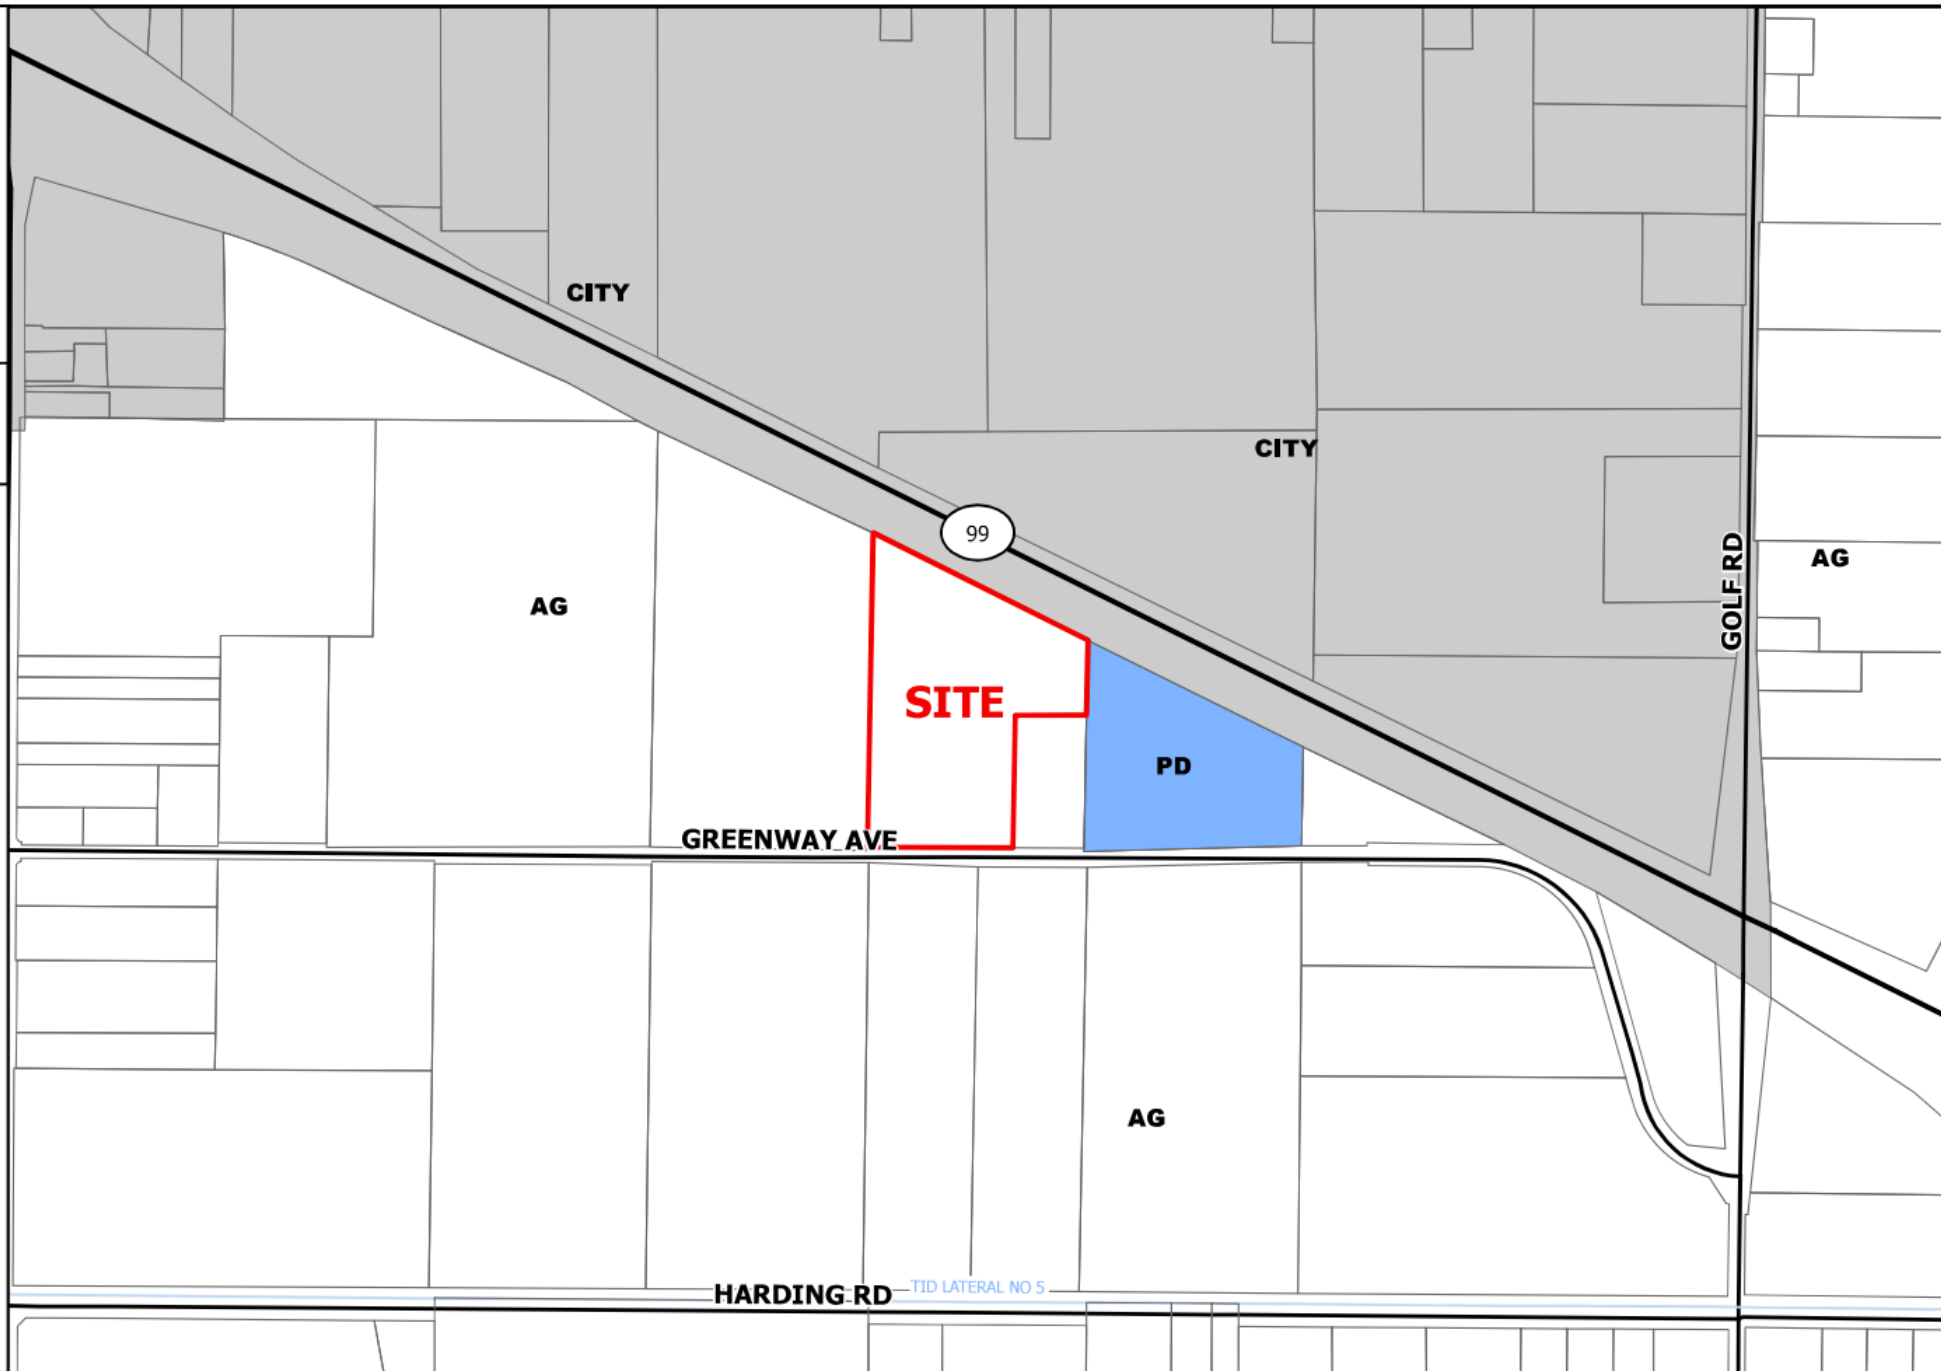 CITY
CITY
99
GOLF RD
AG
AG
SITE
PD
GREENWAY AVE
AG
TID LATERAL NO 5
HARDING RD